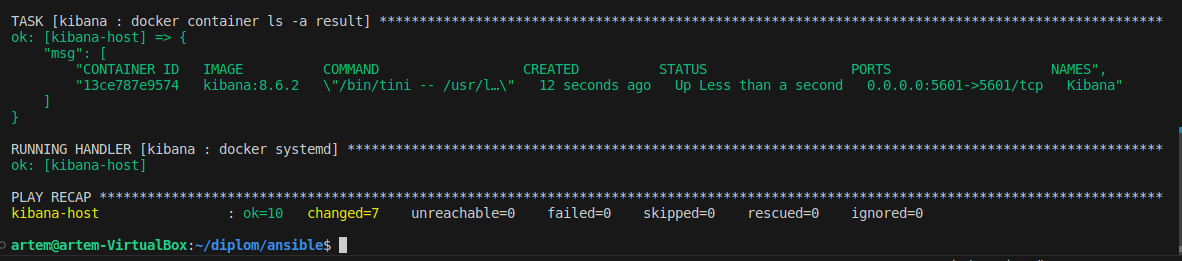 TASK [kibana : docker container ls -a result] **************************************************************************************************
ok: [kibana-host] => {
    "msg": [
        "CONTAINER ID   IMAGE          COMMAND                  CREATED          STATUS                  PORTS                    NAMES",
        "13ce787e9574   kibana:8.6.2   \"/bin/tini -- /usr/l…\"   12 seconds ago   Up Less than a second   0.0.0.0:5601->5601/tcp   Kibana"
    ]
}
RUNNING HANDLER [kibana : docker systemd] ******************************************************************************************************
ok: [kibana-host]
PLAY RECAP *************************************************************************************************************************************
kibana-host                : ok=10   changed=7    unreachable=0    failed=0    skipped=0    rescued=0    ignored=0
artem@artem-VirtualBox:~/diplom/ansible$